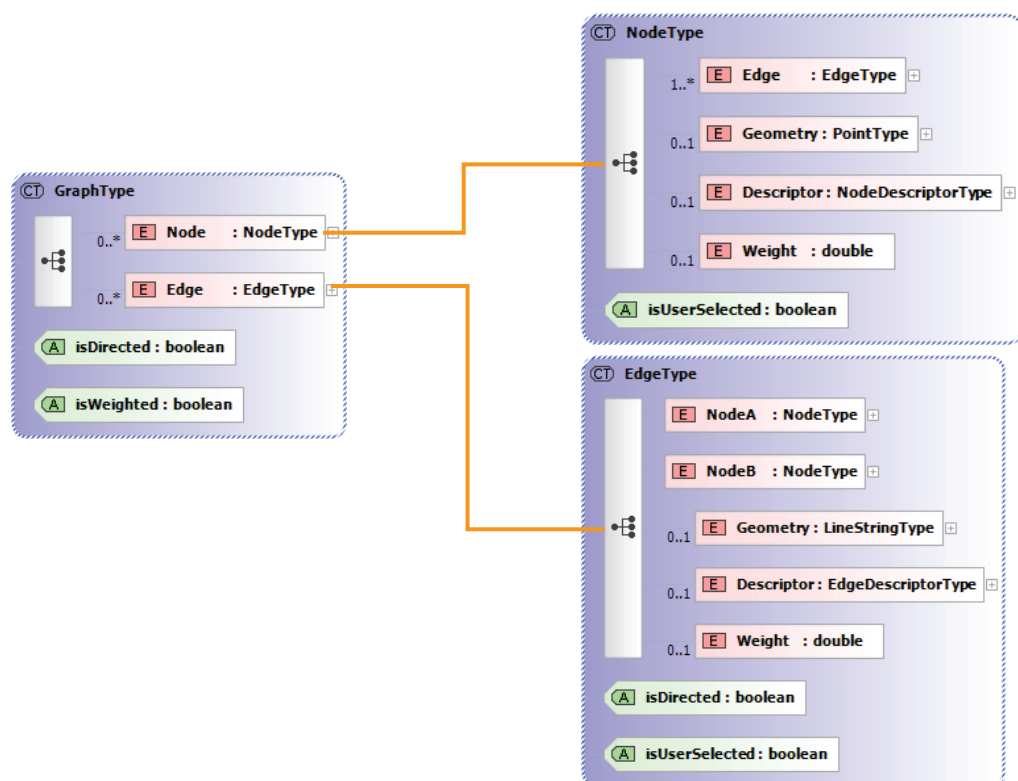 CT GraphType
0..* E Node : NodeType
0..* E Edge : EdgeType
A isDirected : boolean
A isWeighted : boolean
CT NodeType
1..* E Edge : EdgeType
0..1 E Geometry : PointType
0..1 E Descriptor : NodeDescriptorType
0..1 E Weight : double
A isUserSelected : boolean
CT EdgeType
E NodeA : NodeType
E NodeB : NodeType
0..1 E Geometry : LineStringType
0..1 E Descriptor : EdgeDescriptorType
0..1 E Weight : double
A isDirected : boolean
A isUserSelected : boolean